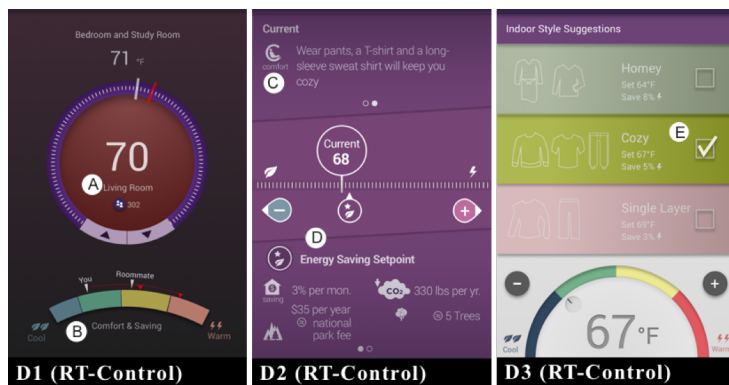 Bedroom and Study Room
71 °F
70
A
Living Room
302
You
Roommate
B
Comfort & Saving
Cool
Warm
D1 (RT-Control)
Current
comfort
C
Wear pants, a T-shirt and a long-
sleeve sweat shirt will keep you
cozy
Current
68
D
Energy Saving Setpoint
saving
3% per mon.
CO₂
330 lbs per yr.
$35 per year
national
park fee
5 Trees
D2 (RT-Control)
Indoor Style Suggestions
Homey
Set 64°F
Save 8%
Cozy
E
Set 67°F
Save 5%
Single Layer
Set 69°F
Save 3%
67°F
Cool
Warm
D3 (RT-Control)